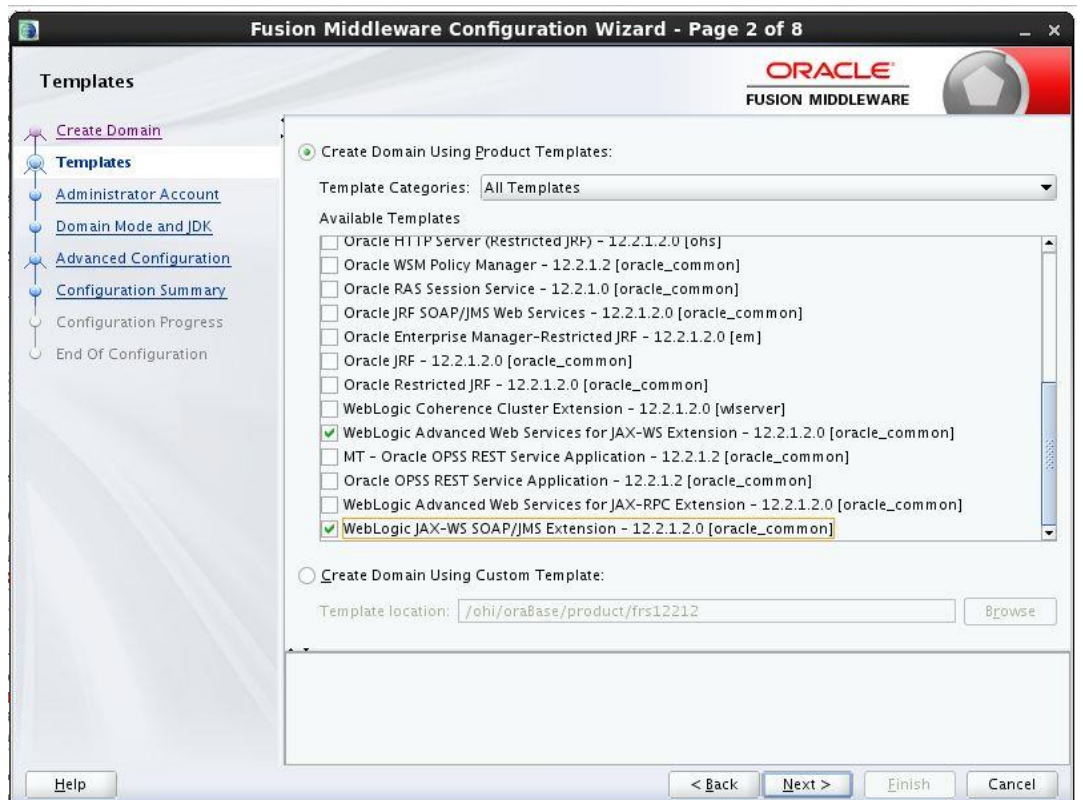 Fusion Middleware Configuration Wizard - Page 2 of 8
Templates
ORACLE
FUSION MIDDLEWARE
Create Domain
Templates
Administrator Account
Domain Mode and JDK
Advanced Configuration
Configuration Summary
Configuration Progress
End Of Configuration
Create Domain Using Product Templates:
Template Categories: All Templates
Available Templates
Oracle HTTP Server (Restricted JRF) - 12.2.1.2.0 [ohs]
Oracle WSM Policy Manager - 12.2.1.2 [oracle_common]
Oracle RAS Session Service - 12.2.1.0 [oracle_common]
Oracle JRF SOAP/JMS Web Services - 12.2.1.2.0 [oracle_common]
Oracle Enterprise Manager-Restricted JRF - 12.2.1.2.0 [em]
Oracle JRF - 12.2.1.2.0 [oracle_common]
Oracle Restricted JRF - 12.2.1.2.0 [oracle_common]
WebLogic Coherence Cluster Extension - 12.2.1.2.0 [wlserver]
WebLogic Advanced Web Services for JAX-WS Extension - 12.2.1.2.0 [oracle_common]
MT - Oracle OPSS REST Service Application - 12.2.1.2 [oracle_common]
Oracle OPSS REST Service Application - 12.2.1.2 [oracle_common]
WebLogic Advanced Web Services for JAX-RPC Extension - 12.2.1.2.0 [oracle_common]
WebLogic JAX-WS SOAP/JMS Extension - 12.2.1.2.0 [oracle_common]
Create Domain Using Custom Template:
Template location: /ohi/oraBase/product/frs12212 Browse
Help < Back Next > Finish Cancel